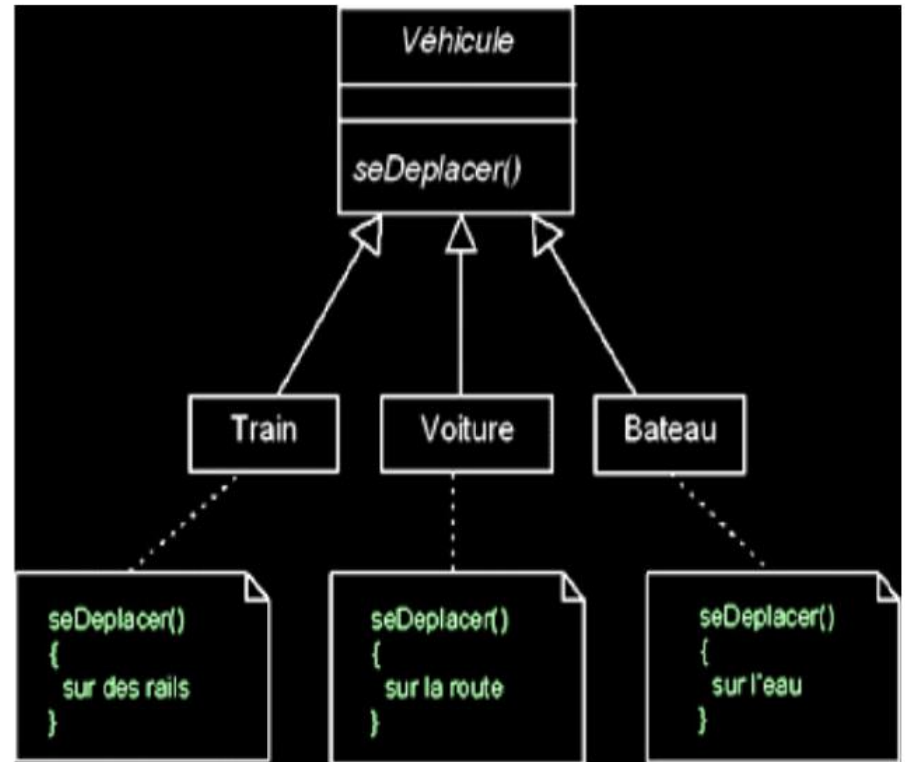 Véhicule
seDeplacer()
Train
Voiture
Bateau
seDeplacer()
{
sur des rails
}
seDeplacer()
{
sur la route
}
seDeplacer()
{
sur l'eau
}